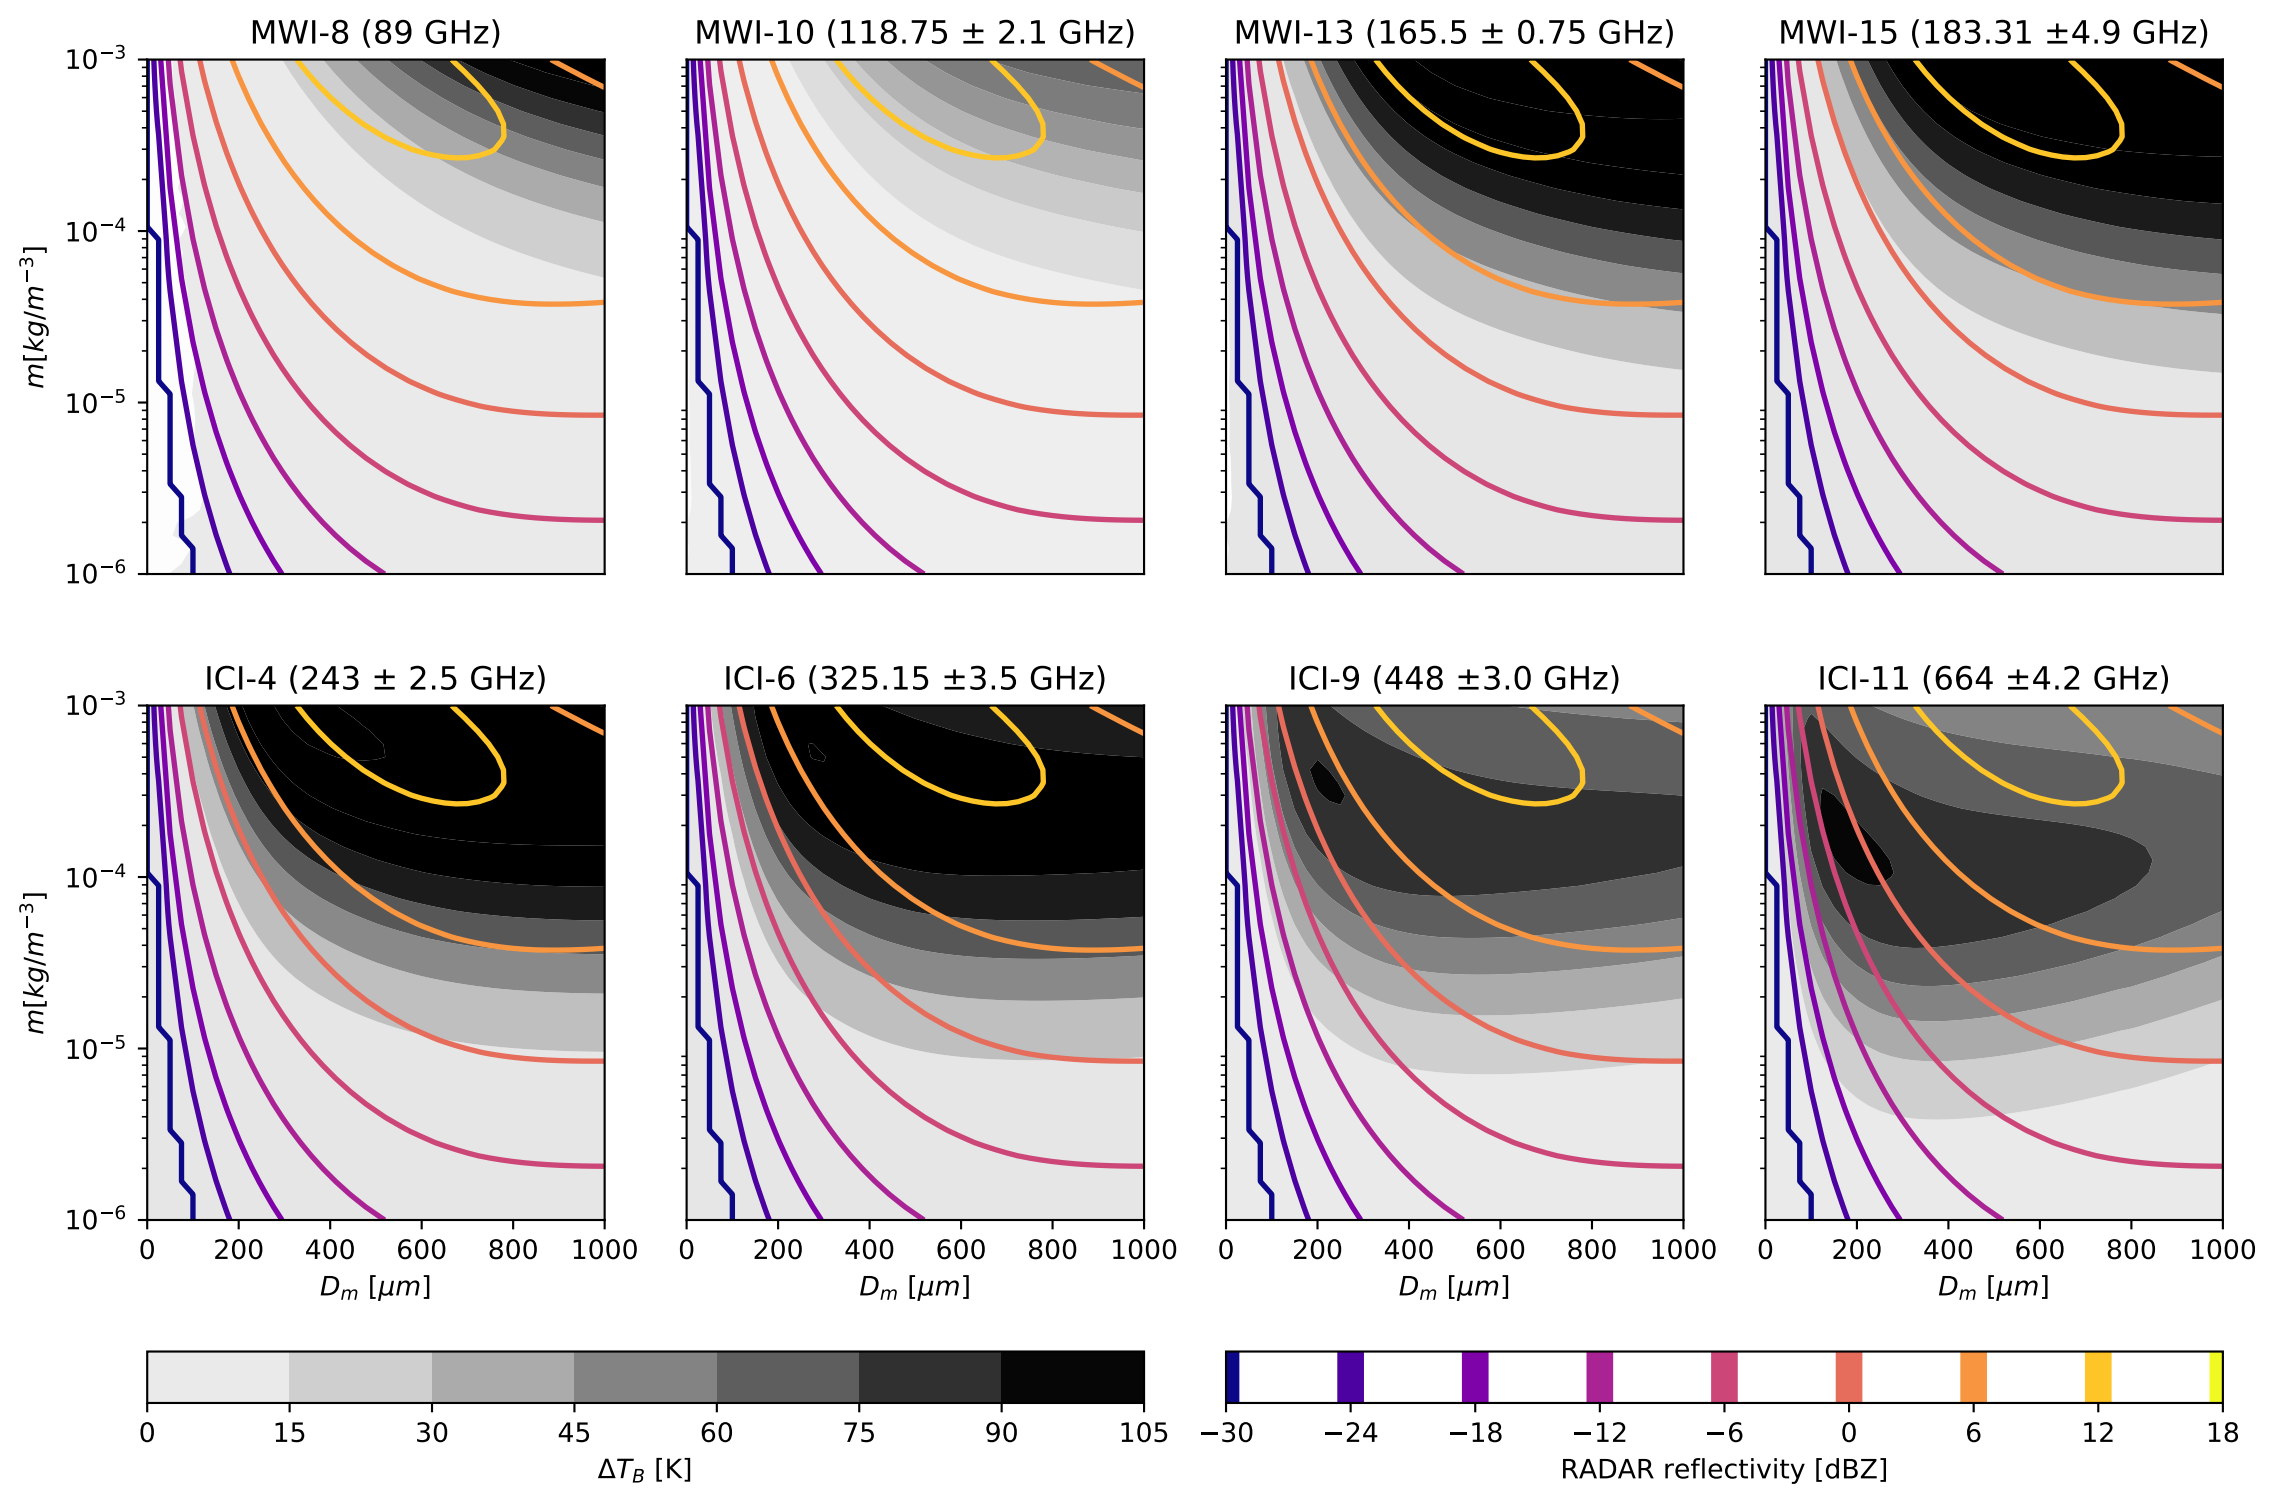 MWI-8 (89 GHz)
MWI-10 (118.75 ± 2.1 GHz)
MWI-13 (165.5 ± 0.75 GHz)
MWI-15 (183.31 ±4.9 GHz)
10⁻³
10⁻⁴
10⁻⁵
10⁻⁶
m[kg/m⁻³]
ICI-4 (243 ± 2.5 GHz)
ICI-6 (325.15 ±3.5 GHz)
ICI-9 (448 ±3.0 GHz)
ICI-11 (664 ±4.2 GHz)
10⁻³
10⁻⁴
10⁻⁵
10⁻⁶
m[kg/m⁻³]
0 200 400 600 800 1000
0 200 400 600 800 1000
0 200 400 600 800 1000
0 200 400 600 800 1000
Dₘ [μm]
Dₘ [μm]
Dₘ [μm]
Dₘ [μm]
0 15 30 45 60 75 90 105
ΔT_B [K]
−30 −24 −18 −12 −6 0 6 12 18
RADAR reflectivity [dBZ]